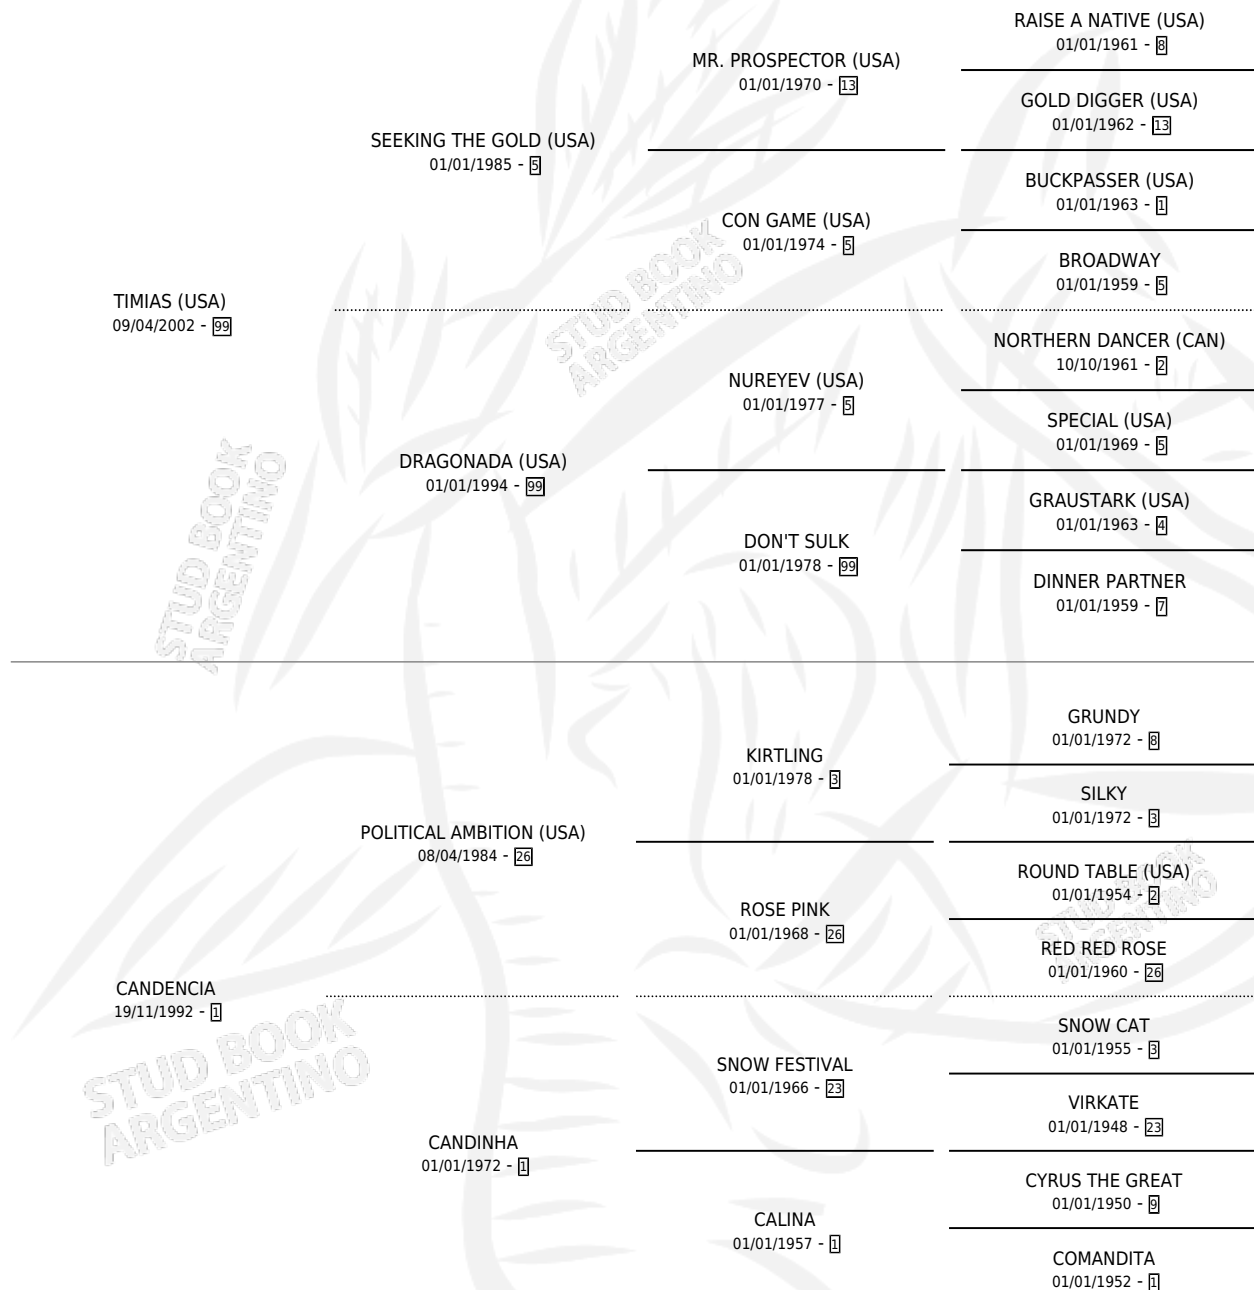 RAISE A NATIVE (USA)
01/01/1961 - 8
MR. PROSPECTOR (USA)
01/01/1970 - 13
GOLD DIGGER (USA)
01/01/1962 - 13
SEEKING THE GOLD (USA)
01/01/1985 - 5
BUCKPASSER (USA)
01/01/1963 - 1
CON GAME (USA)
01/01/1974 - 5
BROADWAY
01/01/1959 - 5
TIMIAS (USA)
09/04/2002 - 99
NORTHERN DANCER (CAN)
10/10/1961 - 2
NUREYEV (USA)
01/01/1977 - 5
SPECIAL (USA)
01/01/1969 - 5
DRAGONADA (USA)
01/01/1994 - 99
GRAUSTARK (USA)
01/01/1963 - 4
DON'T SULK
01/01/1978 - 99
DINNER PARTNER
01/01/1959 - 7
GRUNDY
01/01/1972 - 8
KIRTLING
01/01/1978 - 3
SILKY
01/01/1972 - 3
POLITICAL AMBITION (USA)
08/04/1984 - 26
ROUND TABLE (USA)
01/01/1954 - 2
ROSE PINK
01/01/1968 - 26
RED RED ROSE
01/01/1960 - 26
CANDENCIA
19/11/1992 - 1
SNOW CAT
01/01/1955 - 3
SNOW FESTIVAL
01/01/1966 - 23
VIRKATE
01/01/1948 - 23
CANDINHA
01/01/1972 - 1
CYRUS THE GREAT
01/01/1950 - 9
CALINA
01/01/1957 - 1
COMANDITA
01/01/1952 - 1
STUD BOOK
ARGENTINO
STUD BOOK
ARGENTINO
STUD BOOK
ARGENTINO
STUD BOOK
ARGENTINO